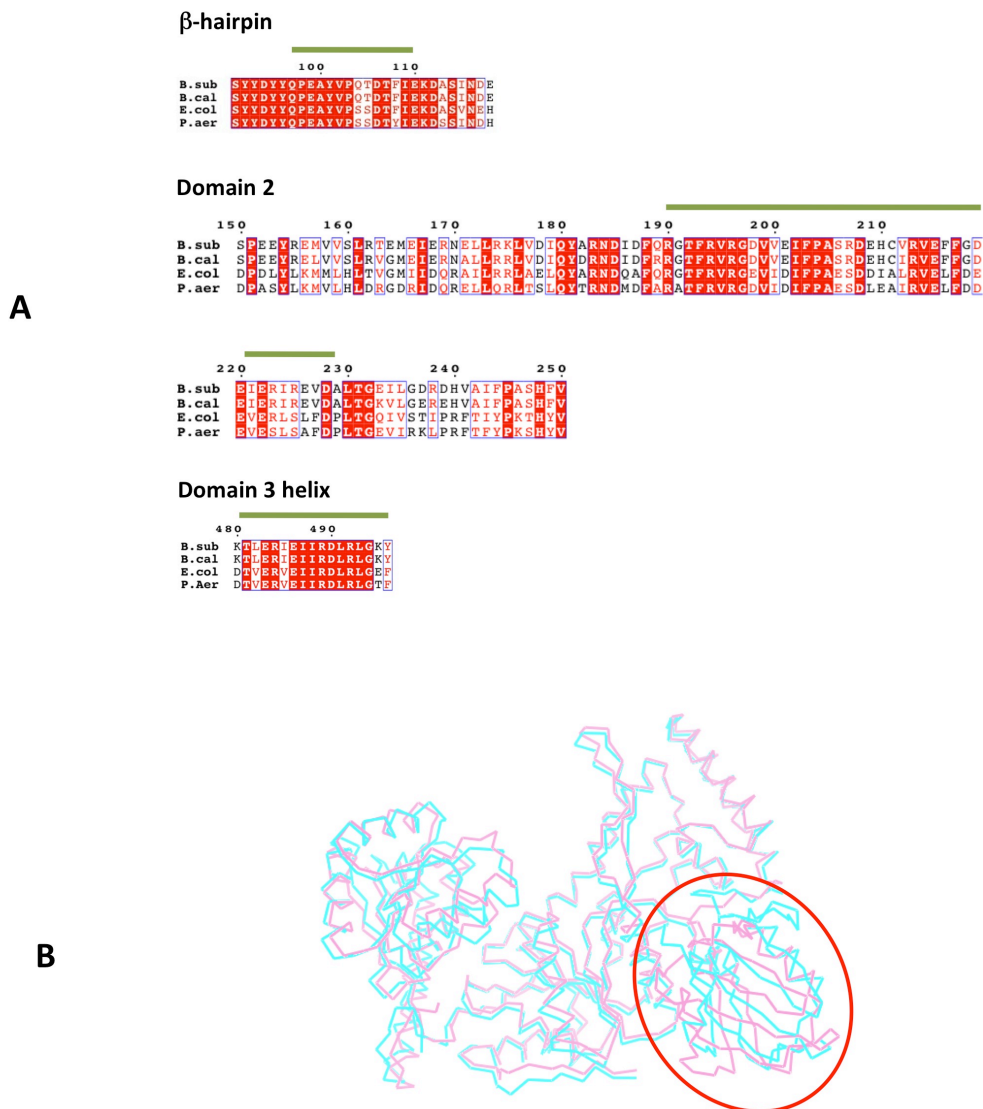 β-hairpin
100 110
B.sub SYYDYYQPEAYVPQTDTFIEKDASINDE
B.cal SYYDYYQPEAYVPQTDTFIEKDASINDE
E.col SYYDYYQPEAYVPSSDTFIEKDASVNEH
P.aer SYYDYYQPEAYVPSSDTYIEKDSSINDH
Domain 2
150 160 170 180 190 200 210
B.sub SPEEYREMVVSLRTEMEIERNELLRKLVDIQYARNDIDFQRGTFRVRGDVVEIFPASRDEHCVRVEFFGD
B.cal SPEEYRELVVSLRVGMEIERNALLRRLVDIQYDRNDIDFRRGTFRVRGDVVEIFPASRDEHCIRVEFFGD
E.col DPDLYLKMMLHLTVGMIIDQRAILRRLAELQYARNDQAFQRGTFRVRGEVIDIFPAESDDIALRVELFDE
P.aer DPASYLKMVLHLDRGDRIDQRELLQRLTSLQYTRNDMDFARATFRVRGDVIDIFPAESDLEAIRVELFDD
A
220 230 240 250
B.sub EIERIREVDALTGEILGDRDHVAIFPASHFV
B.cal EIERIREVDALTGKVLGEREHVAIFPASHFV
E.col EVERLSLFDPLTGQIVSTIPRFTIYPKTHYV
P.aer EVESLSAFDPLTGEVIRKLPRFTFYPKSHYV
Domain 3 helix
480 490
B.sub KTLERIEIIRDLRLGKY
B.cal KTLERIEIIRDLRLGKY
E.col DTVERVEIIRDLRLGEF
P.Aer DTVERVEIIRDLRLGTF
B